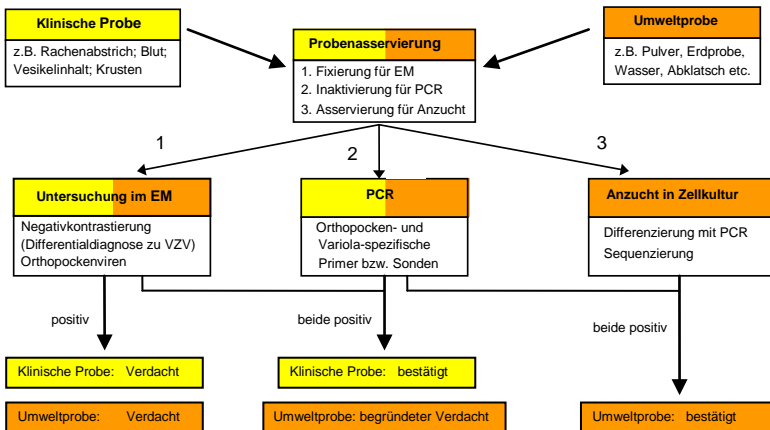 Klinische Probe
z.B. Rachenabstrich; Blut;
Vesikelinhalt; Krusten
Probenasservierung
1. Fixierung für EM
2. Inaktivierung für PCR
3. Asservierung für Anzucht
Umweltprobe
z.B. Pulver, Erdprobe,
Wasser, Abklatsch etc.
1
2
3
Untersuchung im EM
Negativkontrastierung
(Differentialdiagnose zu VZV)
Orthopockenviren
PCR
Orthopocken- und
Variola-spezifische
Primer bzw. Sonden
Anzucht in Zellkultur
Differenzierung mit PCR
Sequenzierung
positiv
beide positiv
beide positiv
Klinische Probe: Verdacht
Klinische Probe: bestätigt
Umweltprobe: Verdacht
Umweltprobe: begründeter Verdacht
Umweltprobe: bestätigt